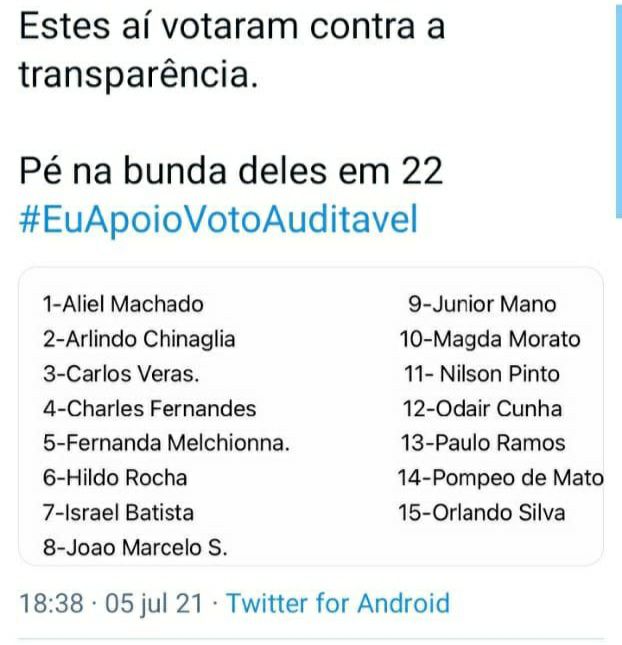 Estes aí votaram contra a
transparência.
Pé na bunda deles em 22
#EuApoioVotoAuditavel
1-Aliel Machado
2-Arlindo Chinaglia
3-Carlos Veras.
4-Charles Fernandes
5-Fernanda Melchionna.
6-Hildo Rocha
7-Israel Batista
8-Joao Marcelo S.
9-Junior Mano
10-Magda Morato
11- Nilson Pinto
12-Odair Cunha
13-Paulo Ramos
14-Pompeo de Mato
15-Orlando Silva
18:38 · 05 jul 21 · Twitter for Android